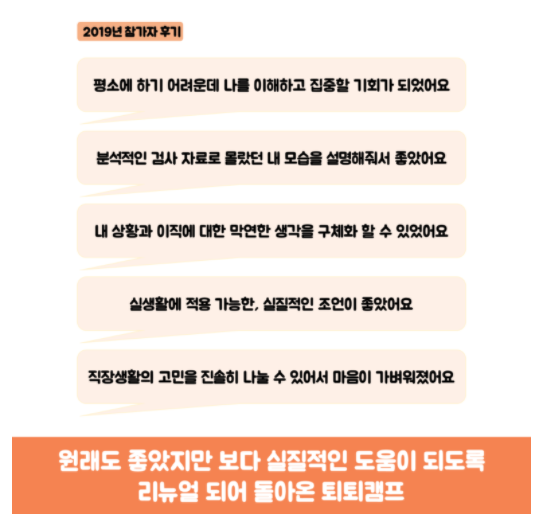 2019년 참가자 후기
평소에 하기 어려운데 나를 이해하고 집중할 기회가 되었어요
분석적인 검사 자료로 몰랐던 내 모습을 설명해줘서 좋았어요
내 상황과 이직에 대한 막연한 생각을 구체화 할 수 있었어요
실생활에 적용 가능한, 실질적인 조언이 좋았어요
직장생활의 고민을 진솔히 나눌 수 있어서 마음이 가벼워졌어요
원래도 좋았지만 보다 실질적인 도움이 되도록
리뉴얼 되어 돌아온 퇴퇴캠프